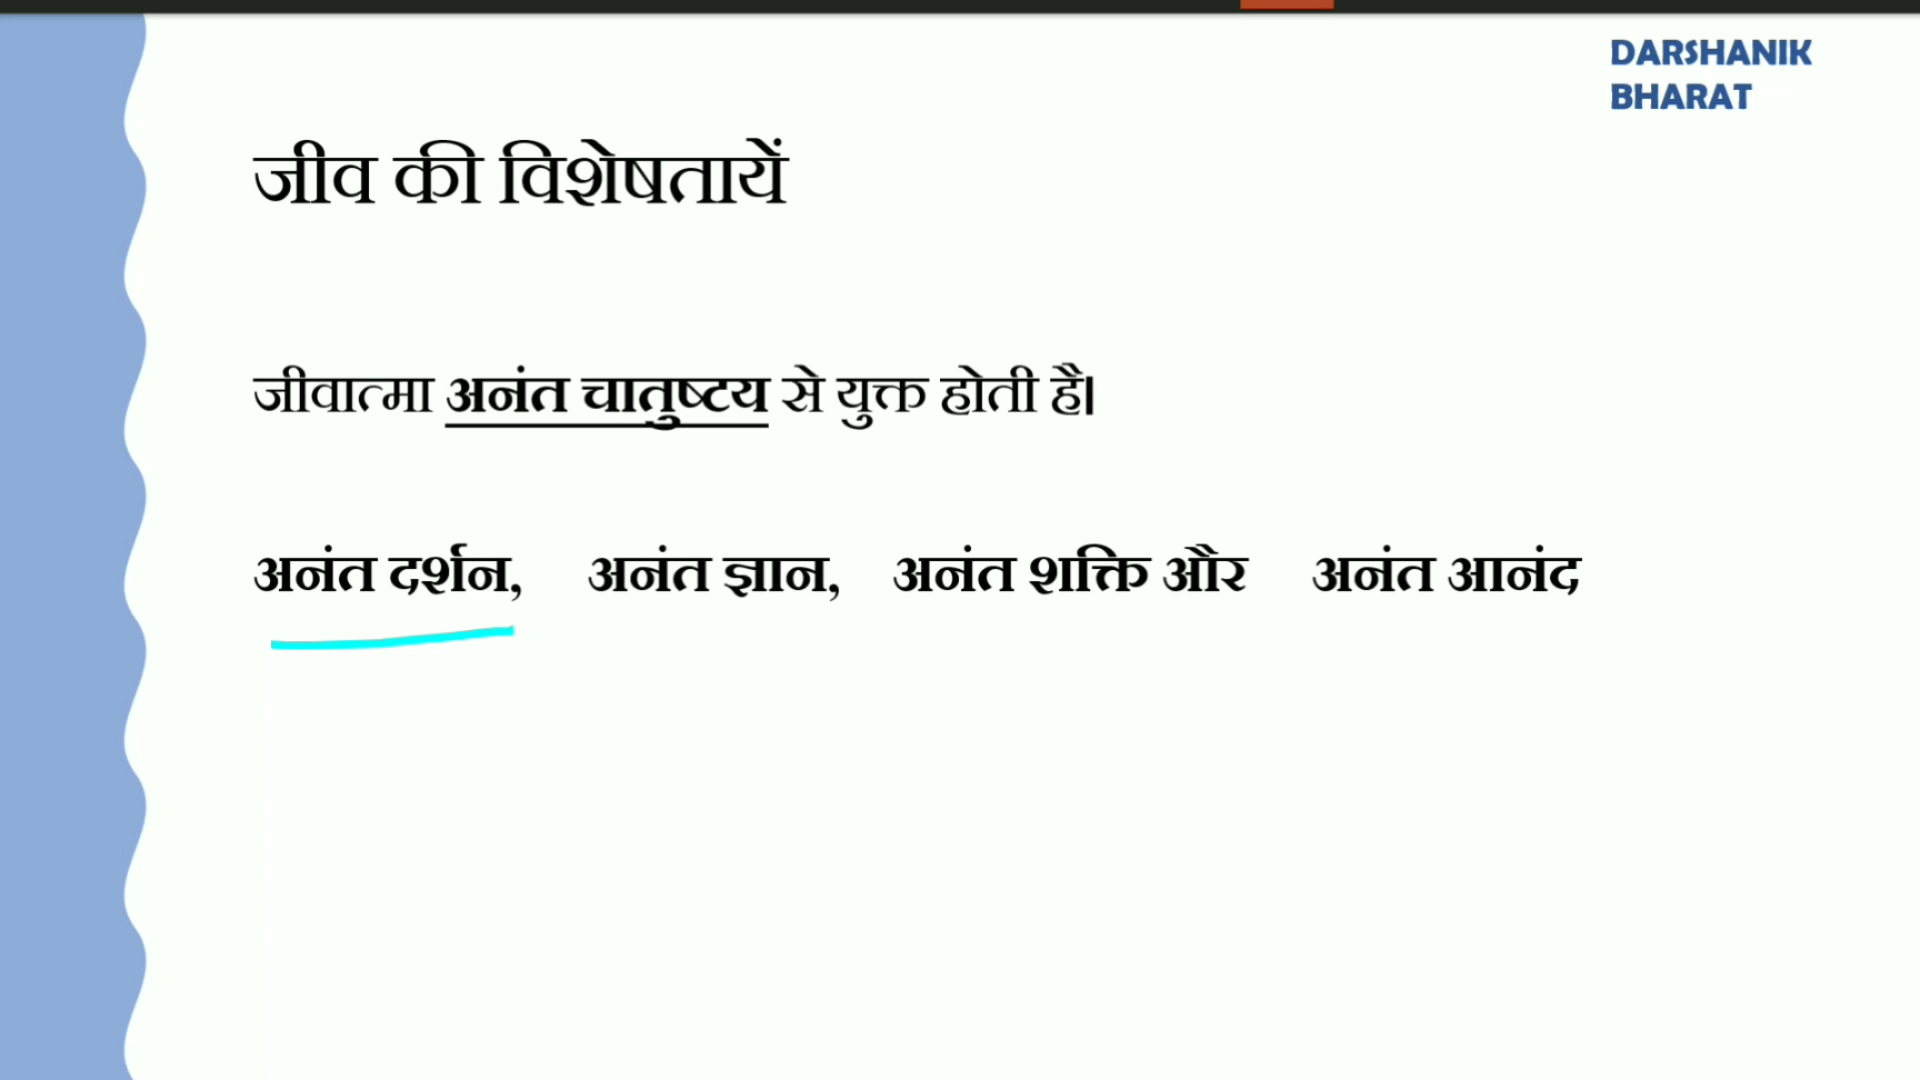 DARSHANIK
BHARAT
जीव की विशेषतायें
जीवात्मा अनंत चातुष्टय से युक्त होती है।
अनंत दर्शन, अनंत ज्ञान, अनंत शक्ति और अनंत आनंद